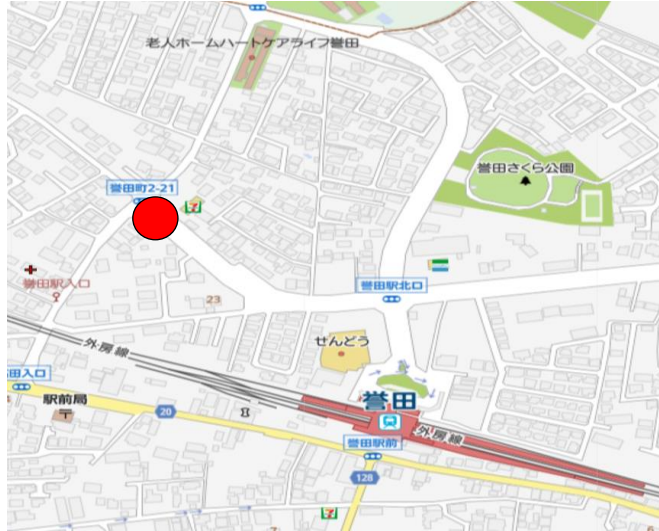 老人ホームハートケアライフ誉田
誉田さくら公園
誉田町2-21
7
誉田駅入口
23
誉田駅北口
せんどう
外房線
田入口
駅前局
〒
20
誉田
外房線
誉田駅前
128
7